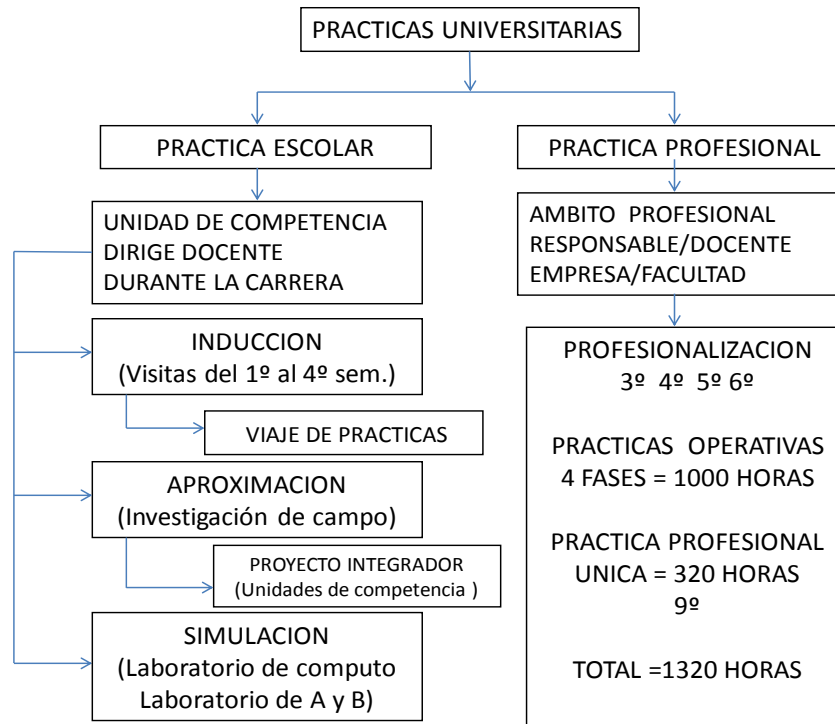 PRACTICAS UNIVERSITARIAS
PRACTICA ESCOLAR
UNIDAD DE COMPETENCIA
DIRIGE DOCENTE
DURANTE LA CARRERA
INDUCCION
(Visitas del 1º al 4º sem.)
VIAJE DE PRACTICAS
APROXIMACION
(Investigación de campo)
PROYECTO INTEGRADOR
(Unidades de competencia )
SIMULACION
(Laboratorio de computo
Laboratorio de A y B)
PRACTICA PROFESIONAL
AMBITO PROFESIONAL
RESPONSABLE/DOCENTE
EMPRESA/FACULTAD
PROFESIONALIZACION
3º 4º 5º 6º
PRACTICAS OPERATIVAS
4 FASES = 1000 HORAS
PRACTICA PROFESIONAL
UNICA = 320 HORAS
9º
TOTAL =1320 HORAS